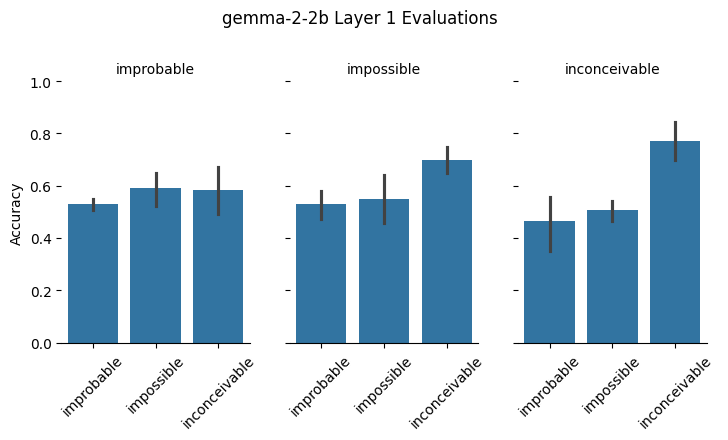 gemma-2-2b Layer 1 Evaluations
improbable
impossible
inconceivable
Accuracy
1.0
0.8
0.6
0.4
0.2
0.0
improbable
impossible
inconceivable
improbable
impossible
inconceivable
improbable
impossible
inconceivable